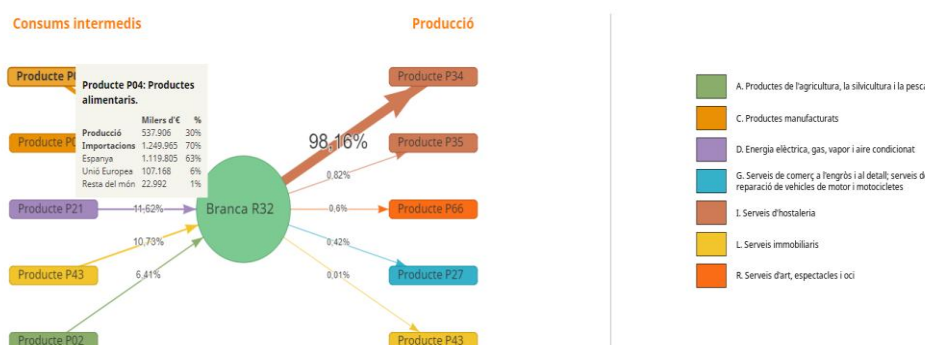 Consums intermedis
Producció
Producte P04: Productes
alimentaris.
Milers d'€ %
Producció 537.906 30%
Importacions 1.249.965 70%
Espanya 1.119.805 63%
Unió Europea 107.168 6%
Resta del món 22.992 1%
Producte P21
11,62%
Producte P43
10,73%
6,41%
Producte P02
Branca R32
98,16%
Producte P34
0,82%
Producte P35
0,6%
Producte P66
0,42%
Producte P27
0,01%
Producte P43
A. Productes de l'agricultura, la silvicultura i la pesca
C. Productes manufacturats
D. Energia elèctrica, gas, vapor i aire condicionat
G. Serveis de comerç a l'engròs i al detall; serveis de
reparació de vehicles de motor i motocicletes
I. Serveis d'hostaleria
L. Serveis immobiliaris
R. Serveis d'art, espectacles i oci